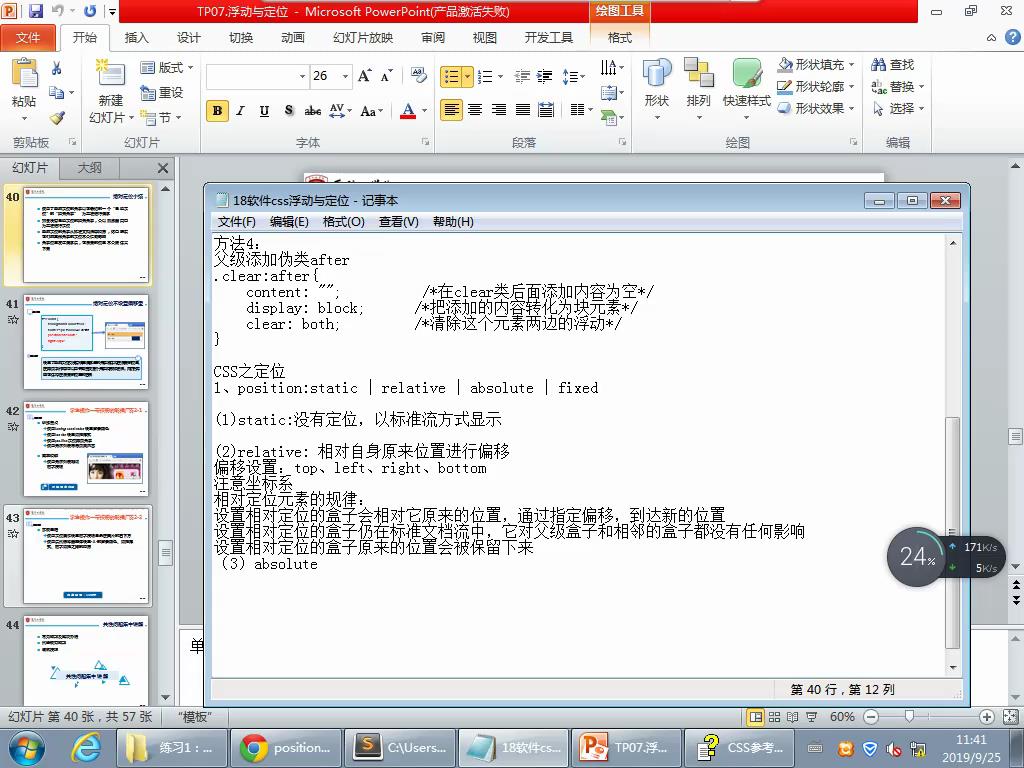 TP07.浮动与定位 - Microsoft PowerPoint(产品激活失败)
绘图工具
文件 开始 插入 设计 切换 动画 幻灯片放映 审阅 视图 开发工具 格式
粘贴
剪贴板
新建
幻灯片
版式
重设
节
幻灯片
26
B I U S abc AV Aa A
字体
段落
形状 排列 快速样式
形状填充
形状轮廓
形状效果
绘图
查找
替换
选择
编辑
幻灯片 大纲
40
41
42
43
44
18软件css浮动与定位 - 记事本
文件(F) 编辑(E) 格式(O) 查看(V) 帮助(H)
方法4:
父级添加伪类after
.clear:after{
content: ""; /*在clear类后面添加内容为空*/
display: block; /*把添加的内容转化为块元素*/
clear: both; /*清除这个元素两边的浮动*/
}
CSS之定位
1、position:static | relative | absolute | fixed
(1)static:没有定位，以标准流方式显示
(2)relative: 相对自身原来位置进行偏移
偏移设置：top、left、right、bottom
注意坐标系
相对定位元素的规律：
设置相对定位的盒子会相对它原来的位置，通过指定偏移，到达新的位置
设置相对定位的盒子仍在标准文档流中，它对父级盒子和相邻的盒子都没有任何影响
设置相对定位的盒子原来的位置会被保留下来
（3）absolute
第 40 行，第 12 列
24%
171K/s
5K/s
单
幻灯片 第 40 张，共 57 张 "模板" 60%
练习1：... position... C:\Users... 18软件cs... TP07.浮... CSS参考...
11:41
2019/9/25